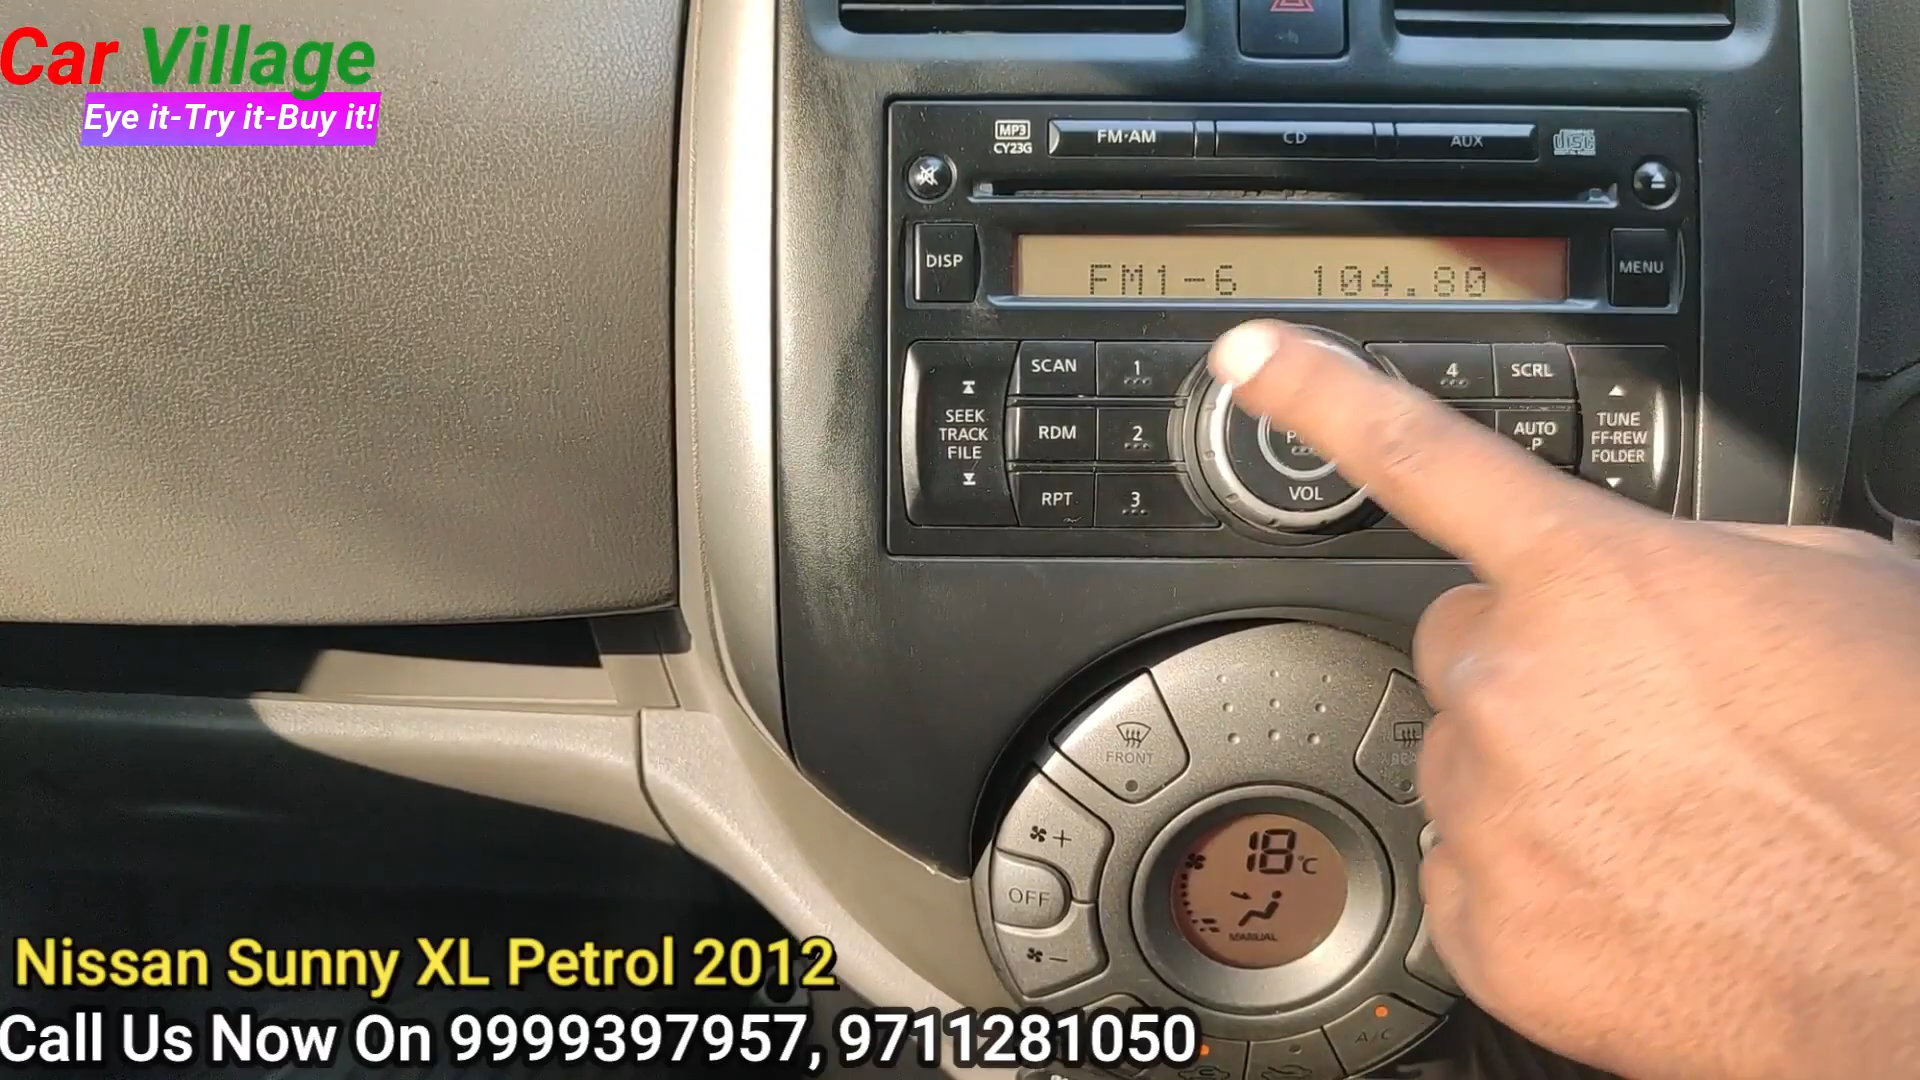 Car Village
Eye it-Try it-Buy it!
MP3
CY23G
FM·AM
CD
AUX
DISC
DISP
FM1-6 104.80
MENU
SCAN
1
4
SCRL
SEEK
TRACK
FILE
RDM
2
AUTO
.P
TUNE
FF·REW
FOLDER
RPT
3
VOL
FRONT
18°C
OFF
MANUAL
A/C
Nissan Sunny XL Petrol 2012
Call Us Now On 9999397957, 9711281050